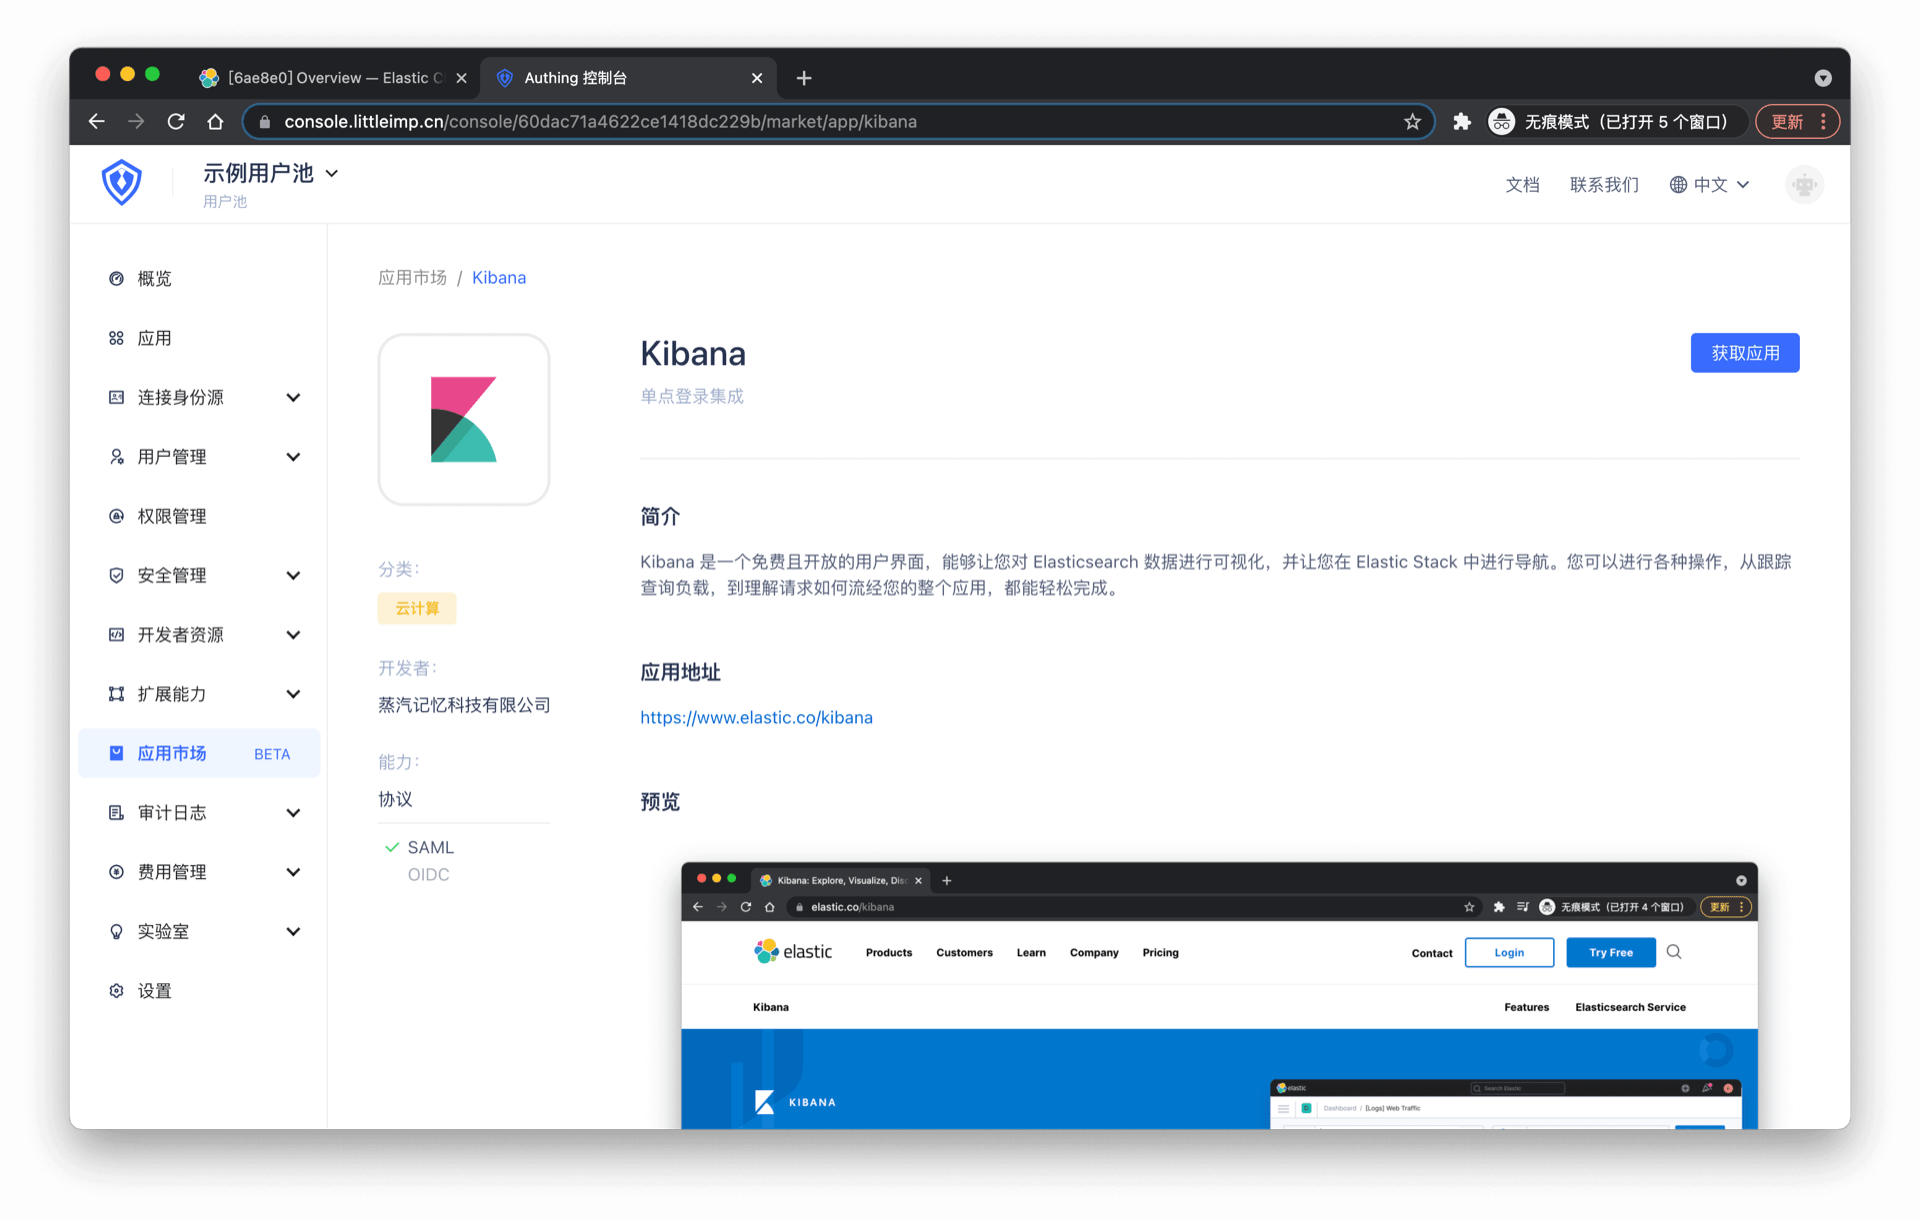 [6ae8e0] Overview — Elastic C
Authing 控制台
console.littleimp.cn/console/60dac71a4622ce1418dc229b/market/app/kibana
无痕模式（已打开 5 个窗口）
更新
示例用户池
用户池
文档
联系我们
中文
概览
应用
连接身份源
用户管理
权限管理
安全管理
开发者资源
扩展能力
应用市场 BETA
审计日志
费用管理
实验室
设置
应用市场 / Kibana
分类：
云计算
开发者：
蒸汽记忆科技有限公司
能力：
协议
SAML
OIDC
Kibana
单点登录集成
获取应用
简介
Kibana 是一个免费且开放的用户界面，能够让您对 Elasticsearch 数据进行可视化，并让您在 Elastic Stack 中进行导航。您可以进行各种操作，从跟踪
查询负载，到理解请求如何流经您的整个应用，都能轻松完成。
应用地址
https://www.elastic.co/kibana
预览
Kibana: Explore, Visualize, Disc
elastic.co/kibana
无痕模式（已打开 4 个窗口）
更新
elastic
Products Customers Learn Company Pricing
Contact Login Try Free
Kibana
Features Elasticsearch Service
KIBANA
elastic
Search Elastic
Dashboard / [Logs] Web Traffic